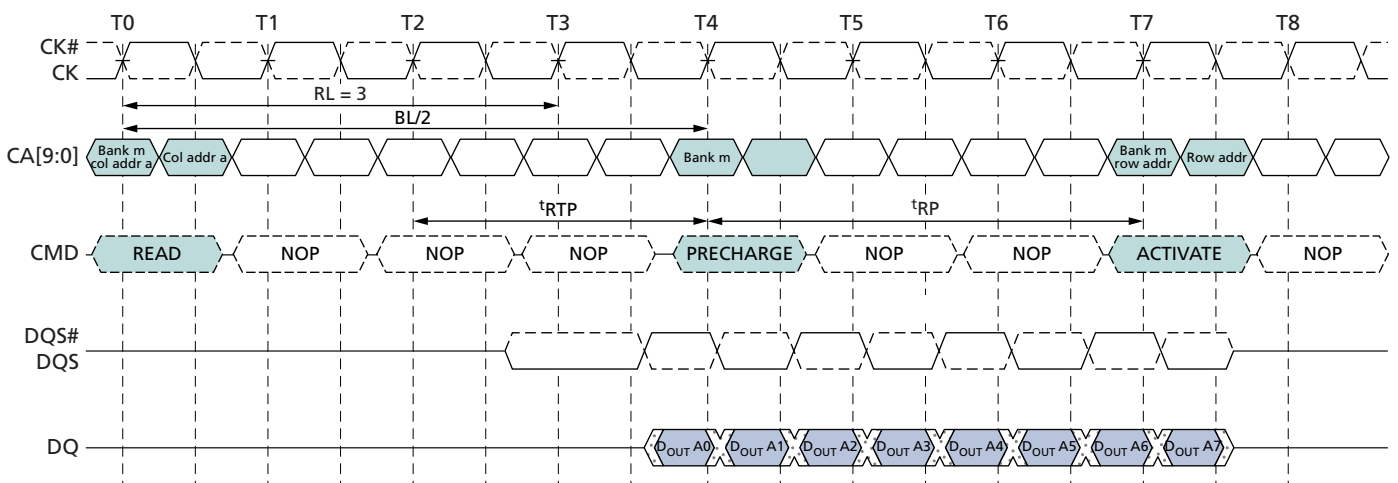 T0 T1 T2 T3 T4 T5 T6 T7 T8
CK#
CK
RL = 3
BL/2
CA[9:0]
Bank m
col addr a
Col addr a
Bank m
Bank m
row addr
Row addr
tRTP
tRP
CMD READ NOP NOP NOP PRECHARGE NOP NOP ACTIVATE NOP
DQS#
DQS
DQ DOUT A0 DOUT A1 DOUT A2 DOUT A3 DOUT A4 DOUT A5 DOUT A6 DOUT A7